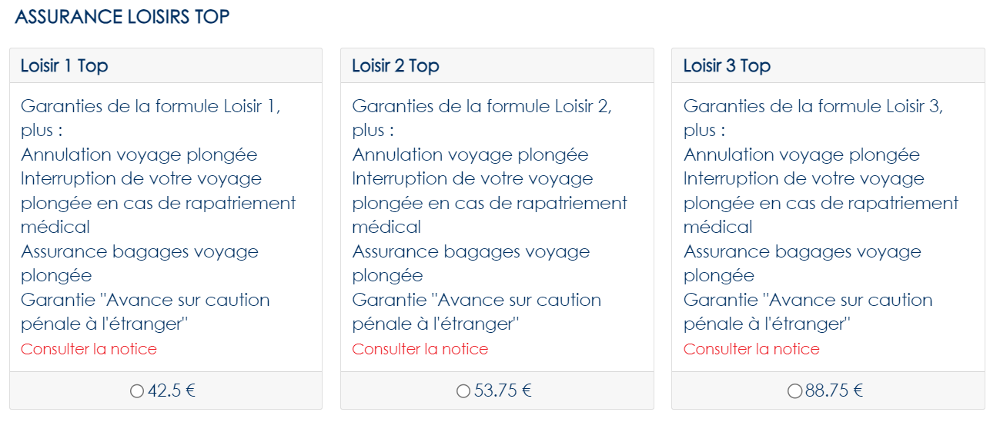 ASSURANCE LOISIRS TOP
Loisir 1 Top
Garanties de la formule Loisir 1,
plus :
Annulation voyage plongée
Interruption de votre voyage
plongée en cas de rapatriement
médical
Assurance bagages voyage
plongée
Garantie "Avance sur caution
pénale à l'étranger"
Consulter la notice
42.5 €
Loisir 2 Top
Garanties de la formule Loisir 2,
plus :
Annulation voyage plongée
Interruption de votre voyage
plongée en cas de rapatriement
médical
Assurance bagages voyage
plongée
Garantie "Avance sur caution
pénale à l'étranger"
Consulter la notice
53.75 €
Loisir 3 Top
Garanties de la formule Loisir 3,
plus :
Annulation voyage plongée
Interruption de votre voyage
plongée en cas de rapatriement
médical
Assurance bagages voyage
plongée
Garantie "Avance sur caution
pénale à l'étranger"
Consulter la notice
88.75 €